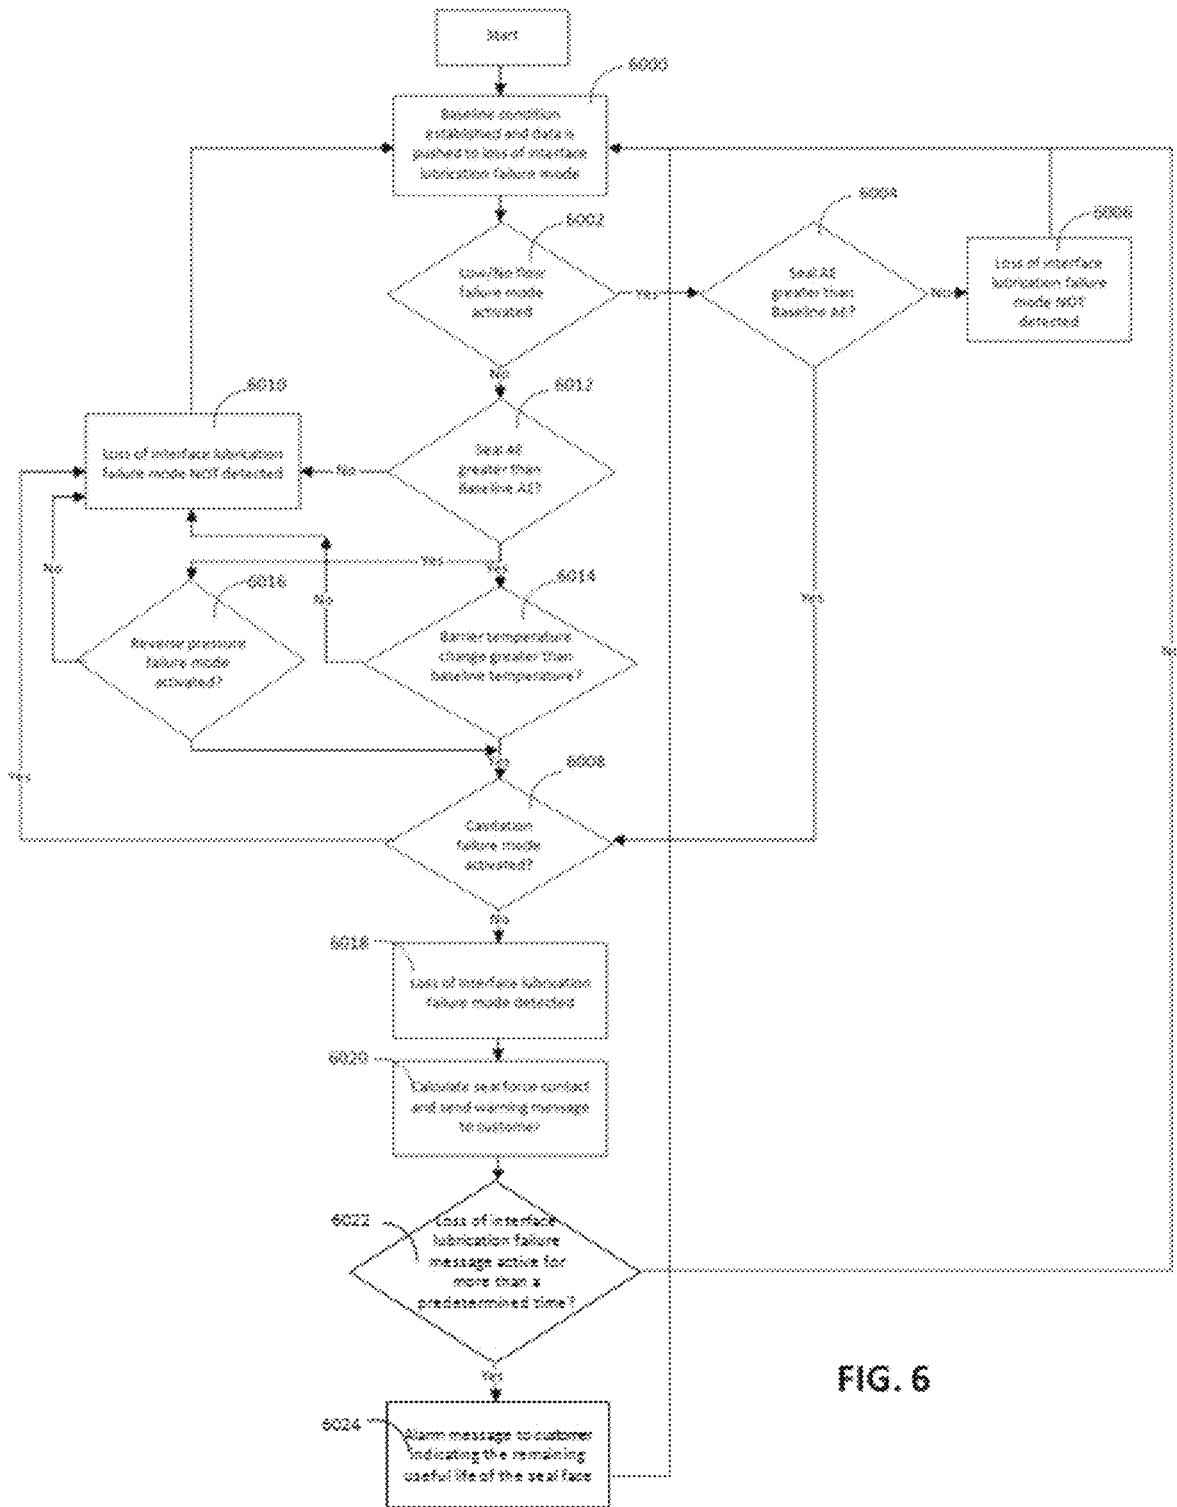 Start
6000
Baseline condition
established and data is
pushed to loss of interface
lubrication failure mode
6002
Low/No flow
failure mode
activated
Yes
6004
Seal AE
greater than
Baseline AE?
No
6006
Loss of interface
lubrication failure
mode NOT
detected
No
6010
Loss of interface lubrication
failure mode NOT detected
6012
Seal AE
greater than
Baseline AE?
No
Yes
Yes
No
No
Yes
No
6016
Reverse pressure
failure mode
activated?
6014
Barrier temperature
change greater than
baseline temperature?
Yes
Yes
6008
Cavitation
failure mode
activated?
No
6018
Loss of interface lubrication
failure mode detected
6020
Calculate seal force contact
and send warning message
to customer
6022
Loss of interface
lubrication failure
message active for
more than a
predetermined time?
Yes
FIG. 6
6024
Alarm message to customer
indicating the remaining
useful life of the seal face